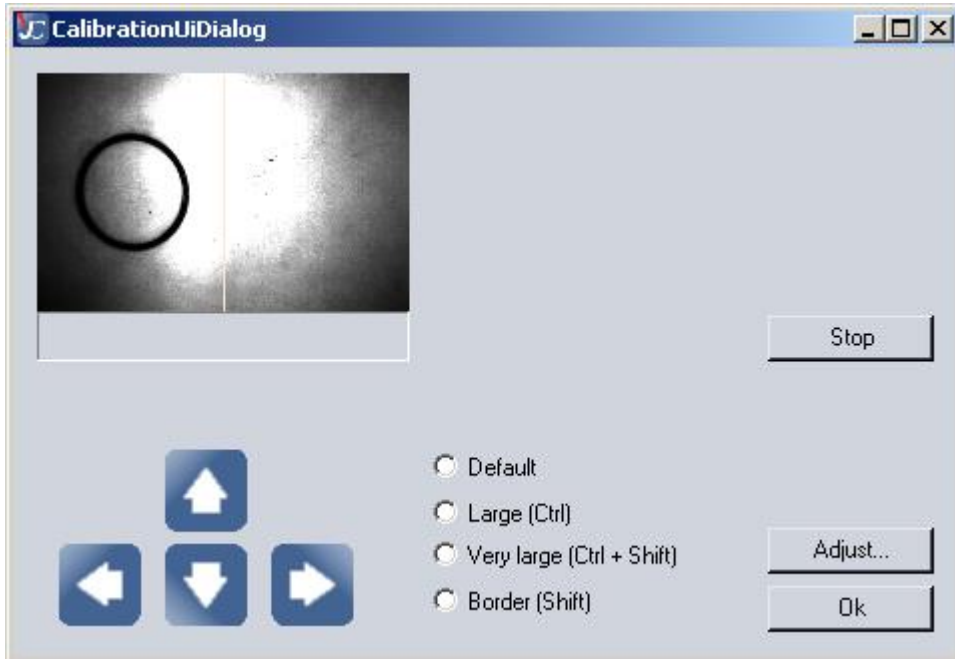 CalibrationUiDialog
Stop
Default
Large (Ctrl)
Very large (Ctrl + Shift)
Border (Shift)
Adjust...
Ok